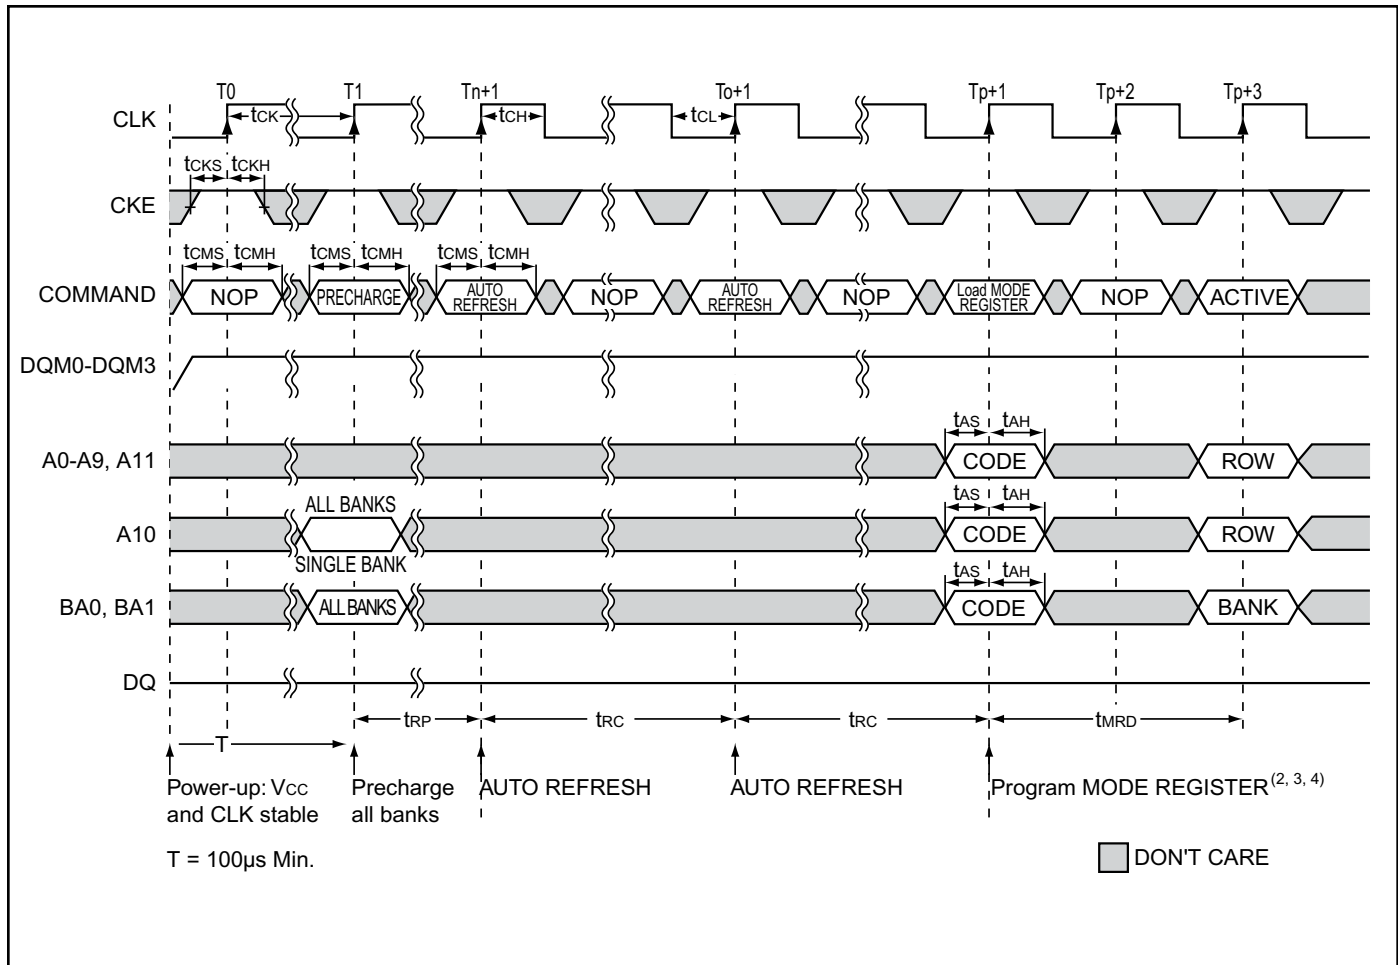 T0 T1 Tn+1 To+1 Tp+1 Tp+2 Tp+3
CLK tCK tCH tCL
tCKS tCKH
CKE
tCMS tCMH tCMS tCMH tCMS tCMH
COMMAND NOP PRECHARGE AUTO REFRESH NOP AUTO REFRESH NOP Load MODE REGISTER NOP ACTIVE
DQM0-DQM3
tAS tAH
A0-A9, A11 CODE ROW
ALL BANKS tAS tAH
A10 CODE ROW
SINGLE BANK tAS tAH
BA0, BA1 ALL BANKS CODE BANK
DQ
tRP tRC tRC tMRD
T
Power-up: VCC Precharge AUTO REFRESH AUTO REFRESH Program MODE REGISTER(2, 3, 4)
and CLK stable all banks
T = 100µs Min. DON'T CARE